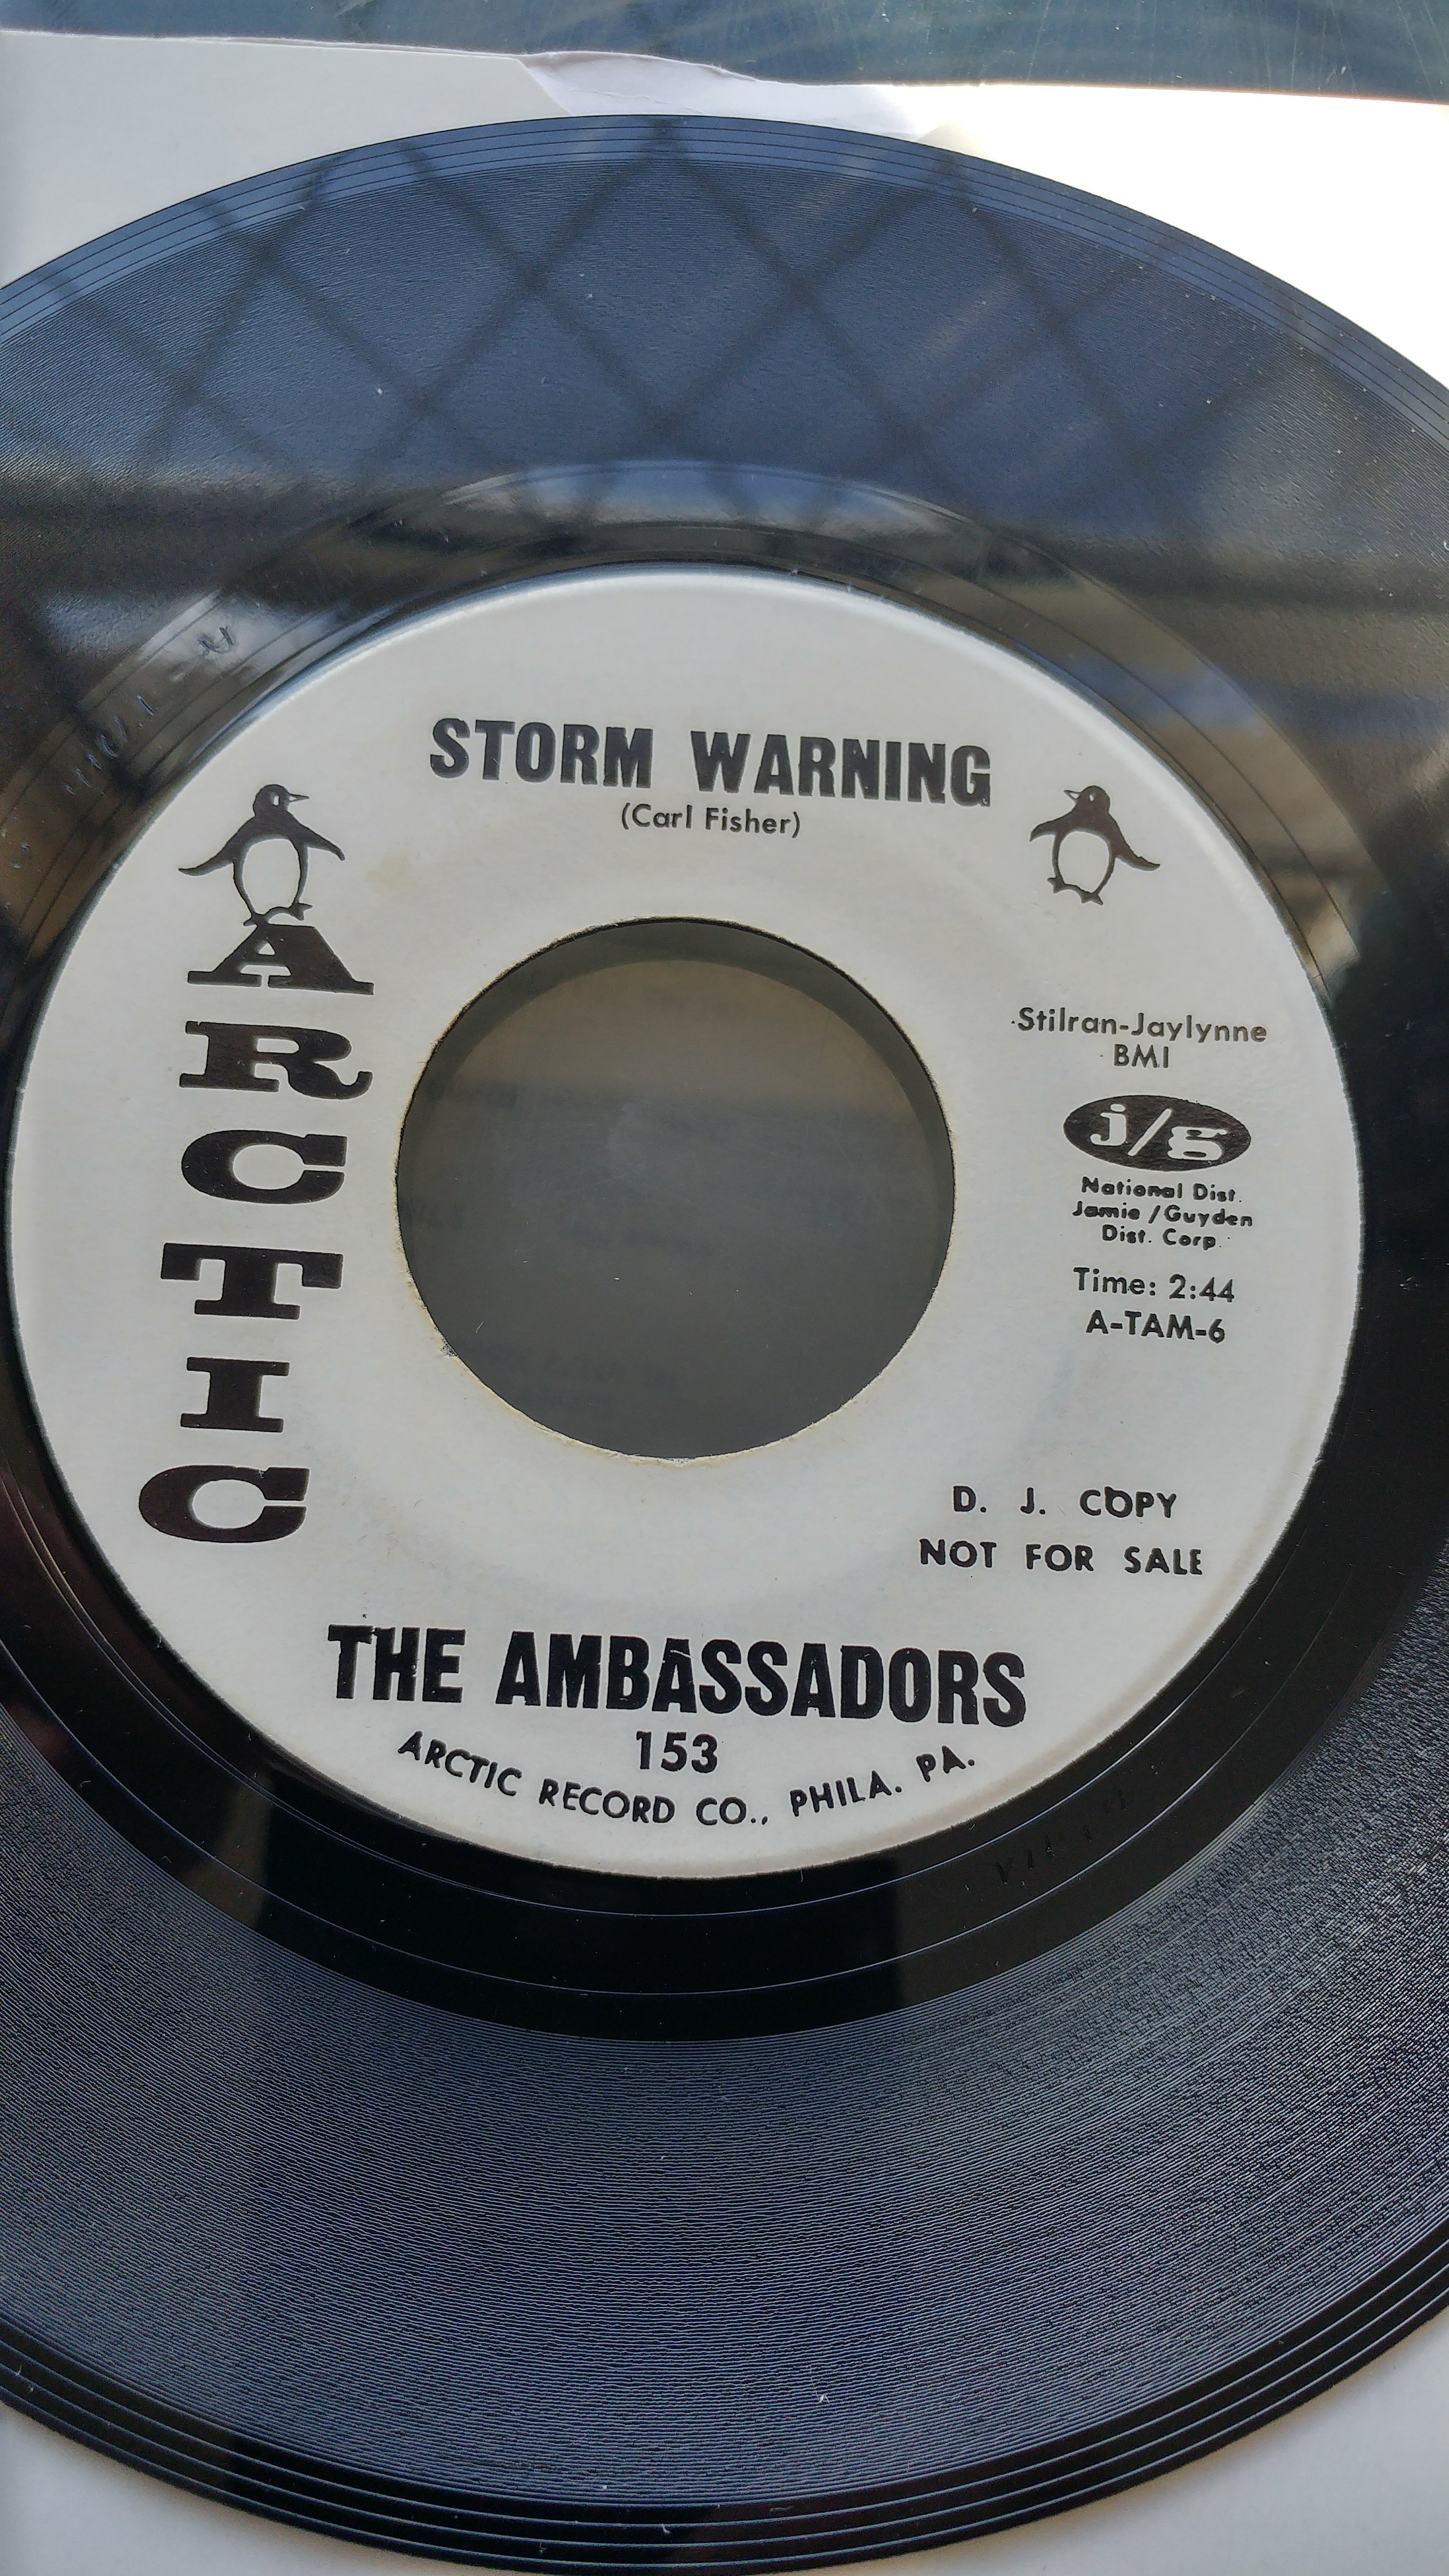 STORM WARNING
(Carl Fisher)
ARCTIC
Stilran-Jaylynne
BMI
j/g
National Dist.
Jamie/Guyden
Dist. Corp.
Time: 2:44
A-TAM-6
D. J. COPY
NOT FOR SALE
THE AMBASSADORS
153
ARCTIC RECORD CO., PHILA. PA.